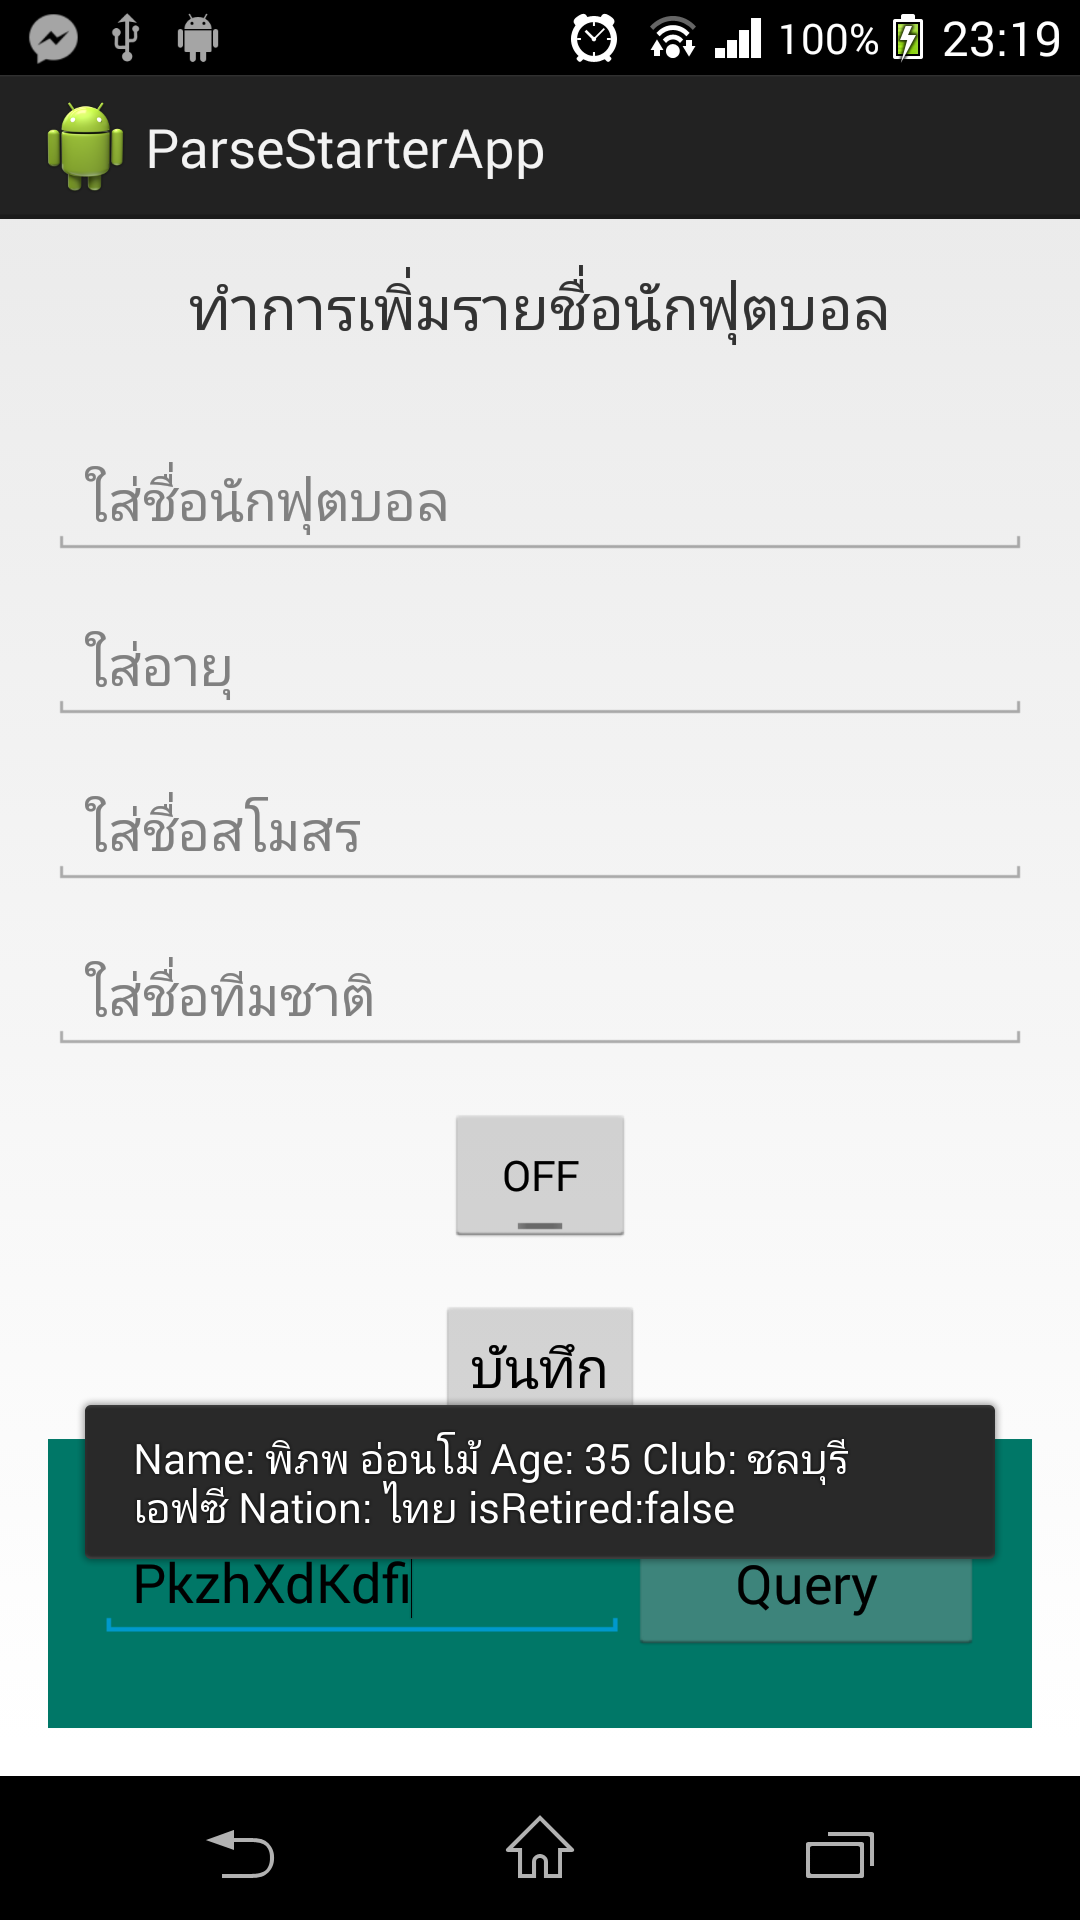 100% 23:19
ParseStarterApp
ทำการเพิ่มรายชื่อนักฟุตบอล
ใส่ชื่อนักฟุตบอล
ใส่อายุ
ใส่ชื่อสโมสร
ใส่ชื่อทีมชาติ
OFF
บันทึก
Name: พิภพ อ่อนโม้ Age: 35 Club: ชลบุรี
เอฟซี Nation: ไทย isRetired:false
PkzhXdKdfi Query